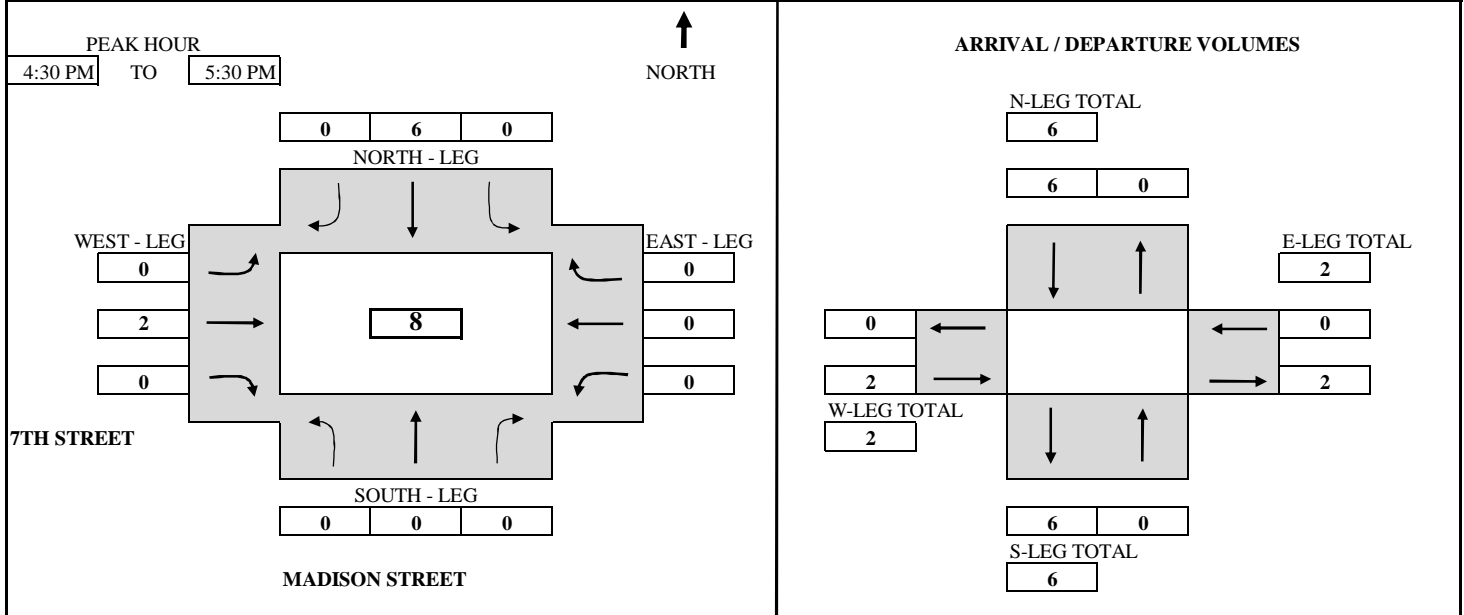 PEAK HOUR
4:30 PM TO 5:30 PM
NORTH
0 6 0
NORTH - LEG
WEST - LEG
0
2
0
8
EAST - LEG
0
0
0
7TH STREET
SOUTH - LEG
0 0 0
MADISON STREET
ARRIVAL / DEPARTURE VOLUMES
N-LEG TOTAL
6
6 0
E-LEG TOTAL
2
0
2
0
2
W-LEG TOTAL
2
6 0
S-LEG TOTAL
6